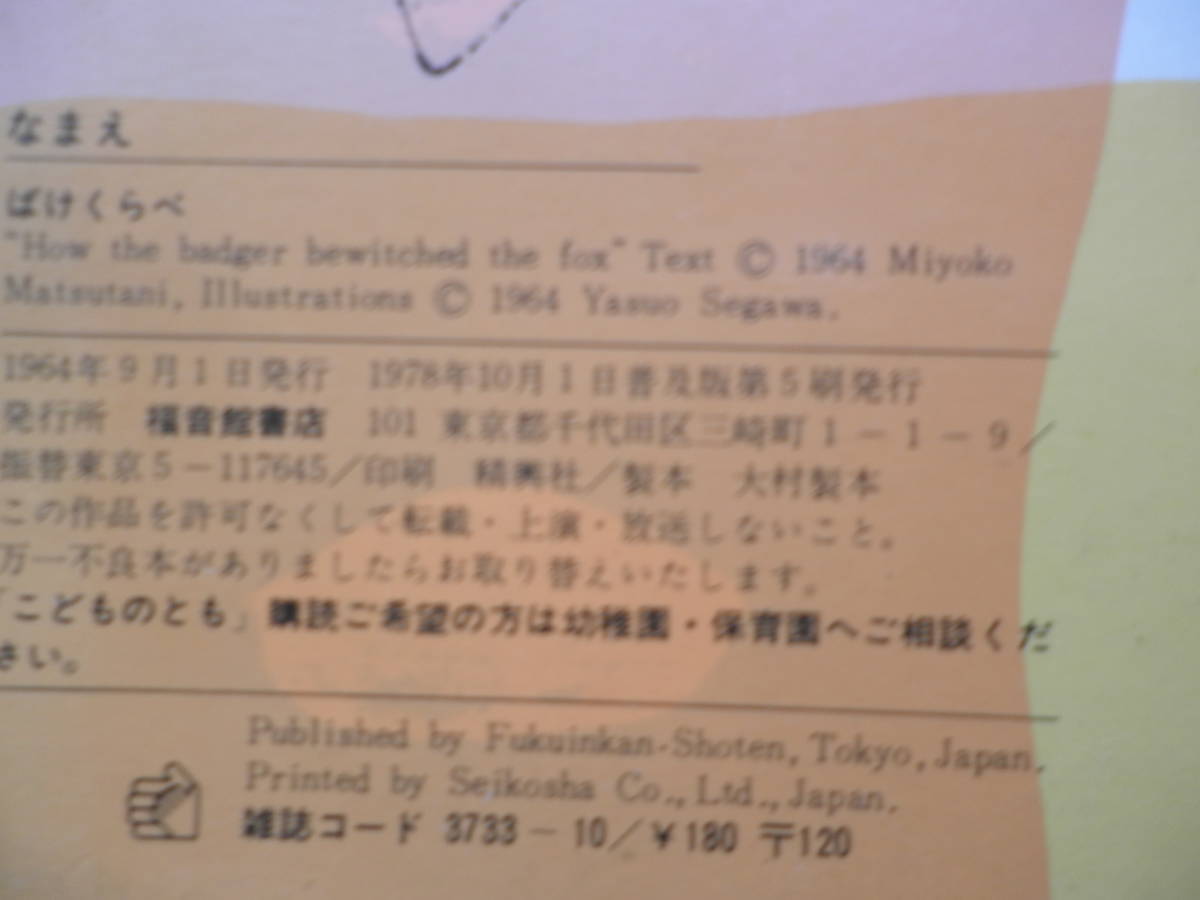 なまえ
ばけくらべ
"How the badger bewitched the fox" Text © 1964 Miyoko
Matsutani, Illustrations © 1964 Yasuo Segawa.
1964年9月1日発行　1978年10月1日普及版第5刷発行
発行所　福音館書店　101　東京都千代田区三崎町1-1-9／
振替東京5-117645／印刷　精興社／製本　大村製本
この作品を許可なくして転載・上演・放送しないこと。
万一不良本がありましたらお取り替えいたします。
「こどものとも」購読ご希望の方は幼稚園・保育園へご相談くだ
さい。
Published by Fukuinkan-Shoten, Tokyo, Japan.
Printed by Seikosha Co., Ltd., Japan.
雑誌コード 3733-10／¥180 〒120